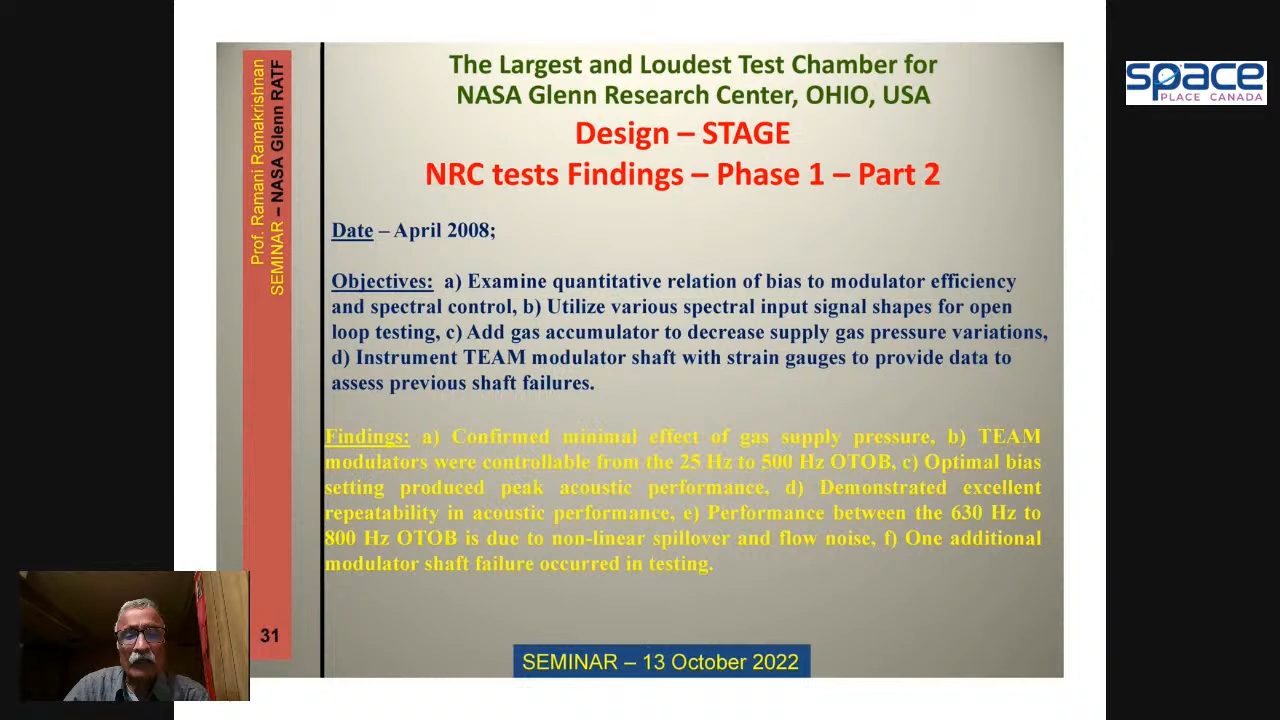 The Largest and Loudest Test Chamber for
NASA Glenn Research Center, OHIO, USA
Design – STAGE
NRC tests Findings – Phase 1 – Part 2
Prof. Ramani Ramakrishnan
SEMINAR – NASA Glenn RATF
Date – April 2008;
Objectives: a) Examine quantitative relation of bias to modulator efficiency
and spectral control, b) Utilize various spectral input signal shapes for open
loop testing, c) Add gas accumulator to decrease supply gas pressure variations,
d) Instrument TEAM modulator shaft with strain gauges to provide data to
assess previous shaft failures.
Findings: a) Confirmed minimal effect of gas supply pressure, b) TEAM
modulators were controllable from the 25 Hz to 500 Hz OTOB, c) Optimal bias
setting produced peak acoustic performance, d) Demonstrated excellent
repeatability in acoustic performance, e) Performance between the 630 Hz to
800 Hz OTOB is due to non-linear spillover and flow noise, f) One additional
modulator shaft failure occurred in testing.
31
SEMINAR – 13 October 2022
space
PLACE CANADA